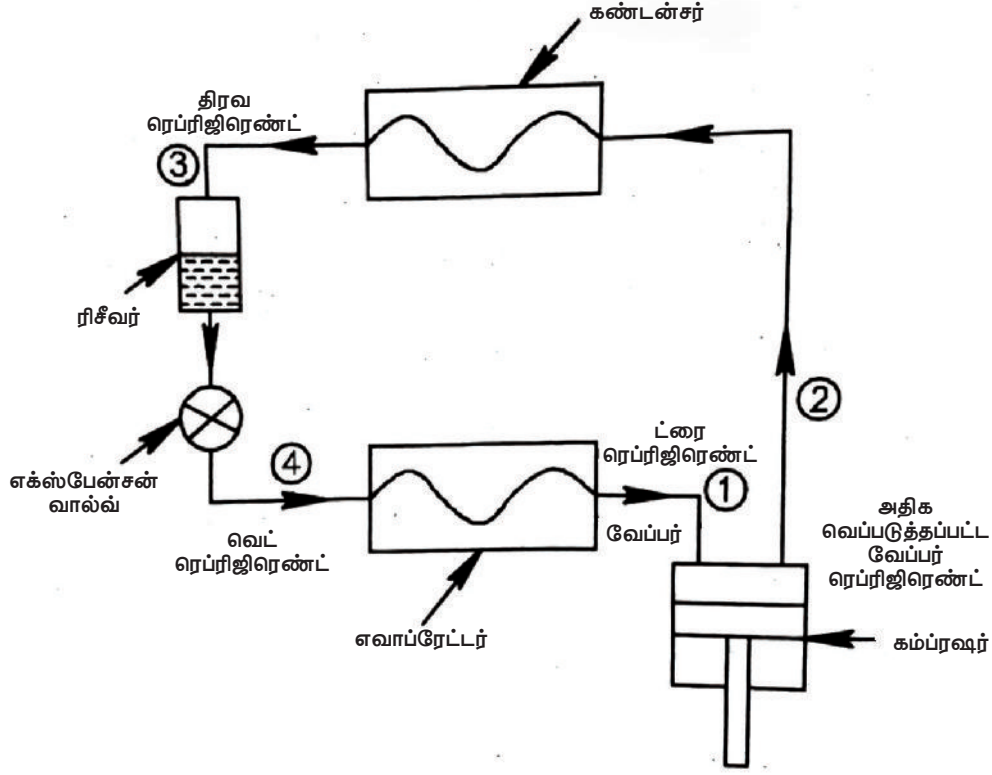 கண்டன்சர்
திரவ
ரெப்ரிஜிரெண்ட்
3
ரிசீவர்
2
எக்ஸ்பேன்சன்
வால்வ்
4
வெட்
ரெப்ரிஜிரெண்ட்
ட்ரை
ரெப்ரிஜிரெண்ட்
1
வேப்பர்
எவாப்ரேட்டர்
அதிக
வெப்படுத்தப்பட்ட
வேப்பர்
ரெப்ரிஜிரெண்ட்
கம்ப்ரஷர்